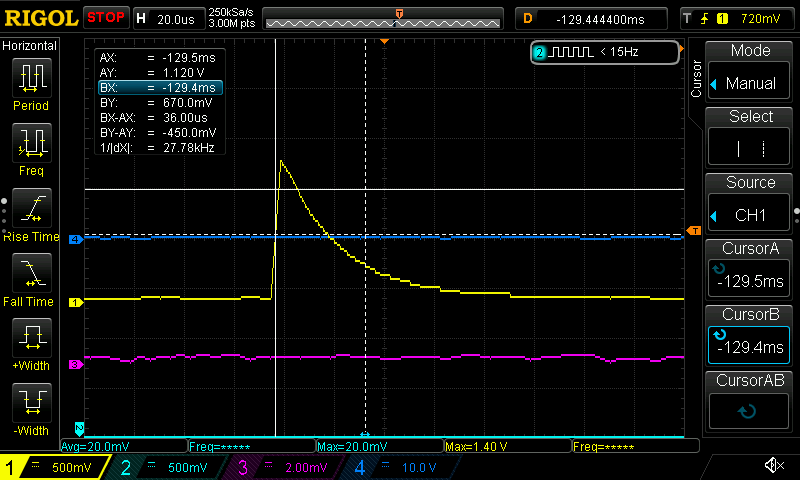 RIGOL STOP H 20.0us 250kSa/s 3.00M pts T D -129.444400ms T 1 720mV
Horizontal
Period
Freq
Rise Time
Fall Time
+Width
-Width
AX: = -129.5ms
AY: = 1.120 V
BX: = -129.4ms
BY: = 670.0mV
BX-AX: = 36.00us
BY-AY: = -450.0mV
1/|dX|: = 27.78kHz
2 < 15Hz
4
1
3
2
T
Cursor
Mode
Manual
Select
Source
CH1
CursorA
-129.5ms
CursorB
-129.4ms
CursorAB
Avg=20.0mV Freq=***** Max=20.0mV Max=1.40 V Freq=*****
1 = 500mV 2 = 500mV 3 = 2.00mV 4 = 10.0 V